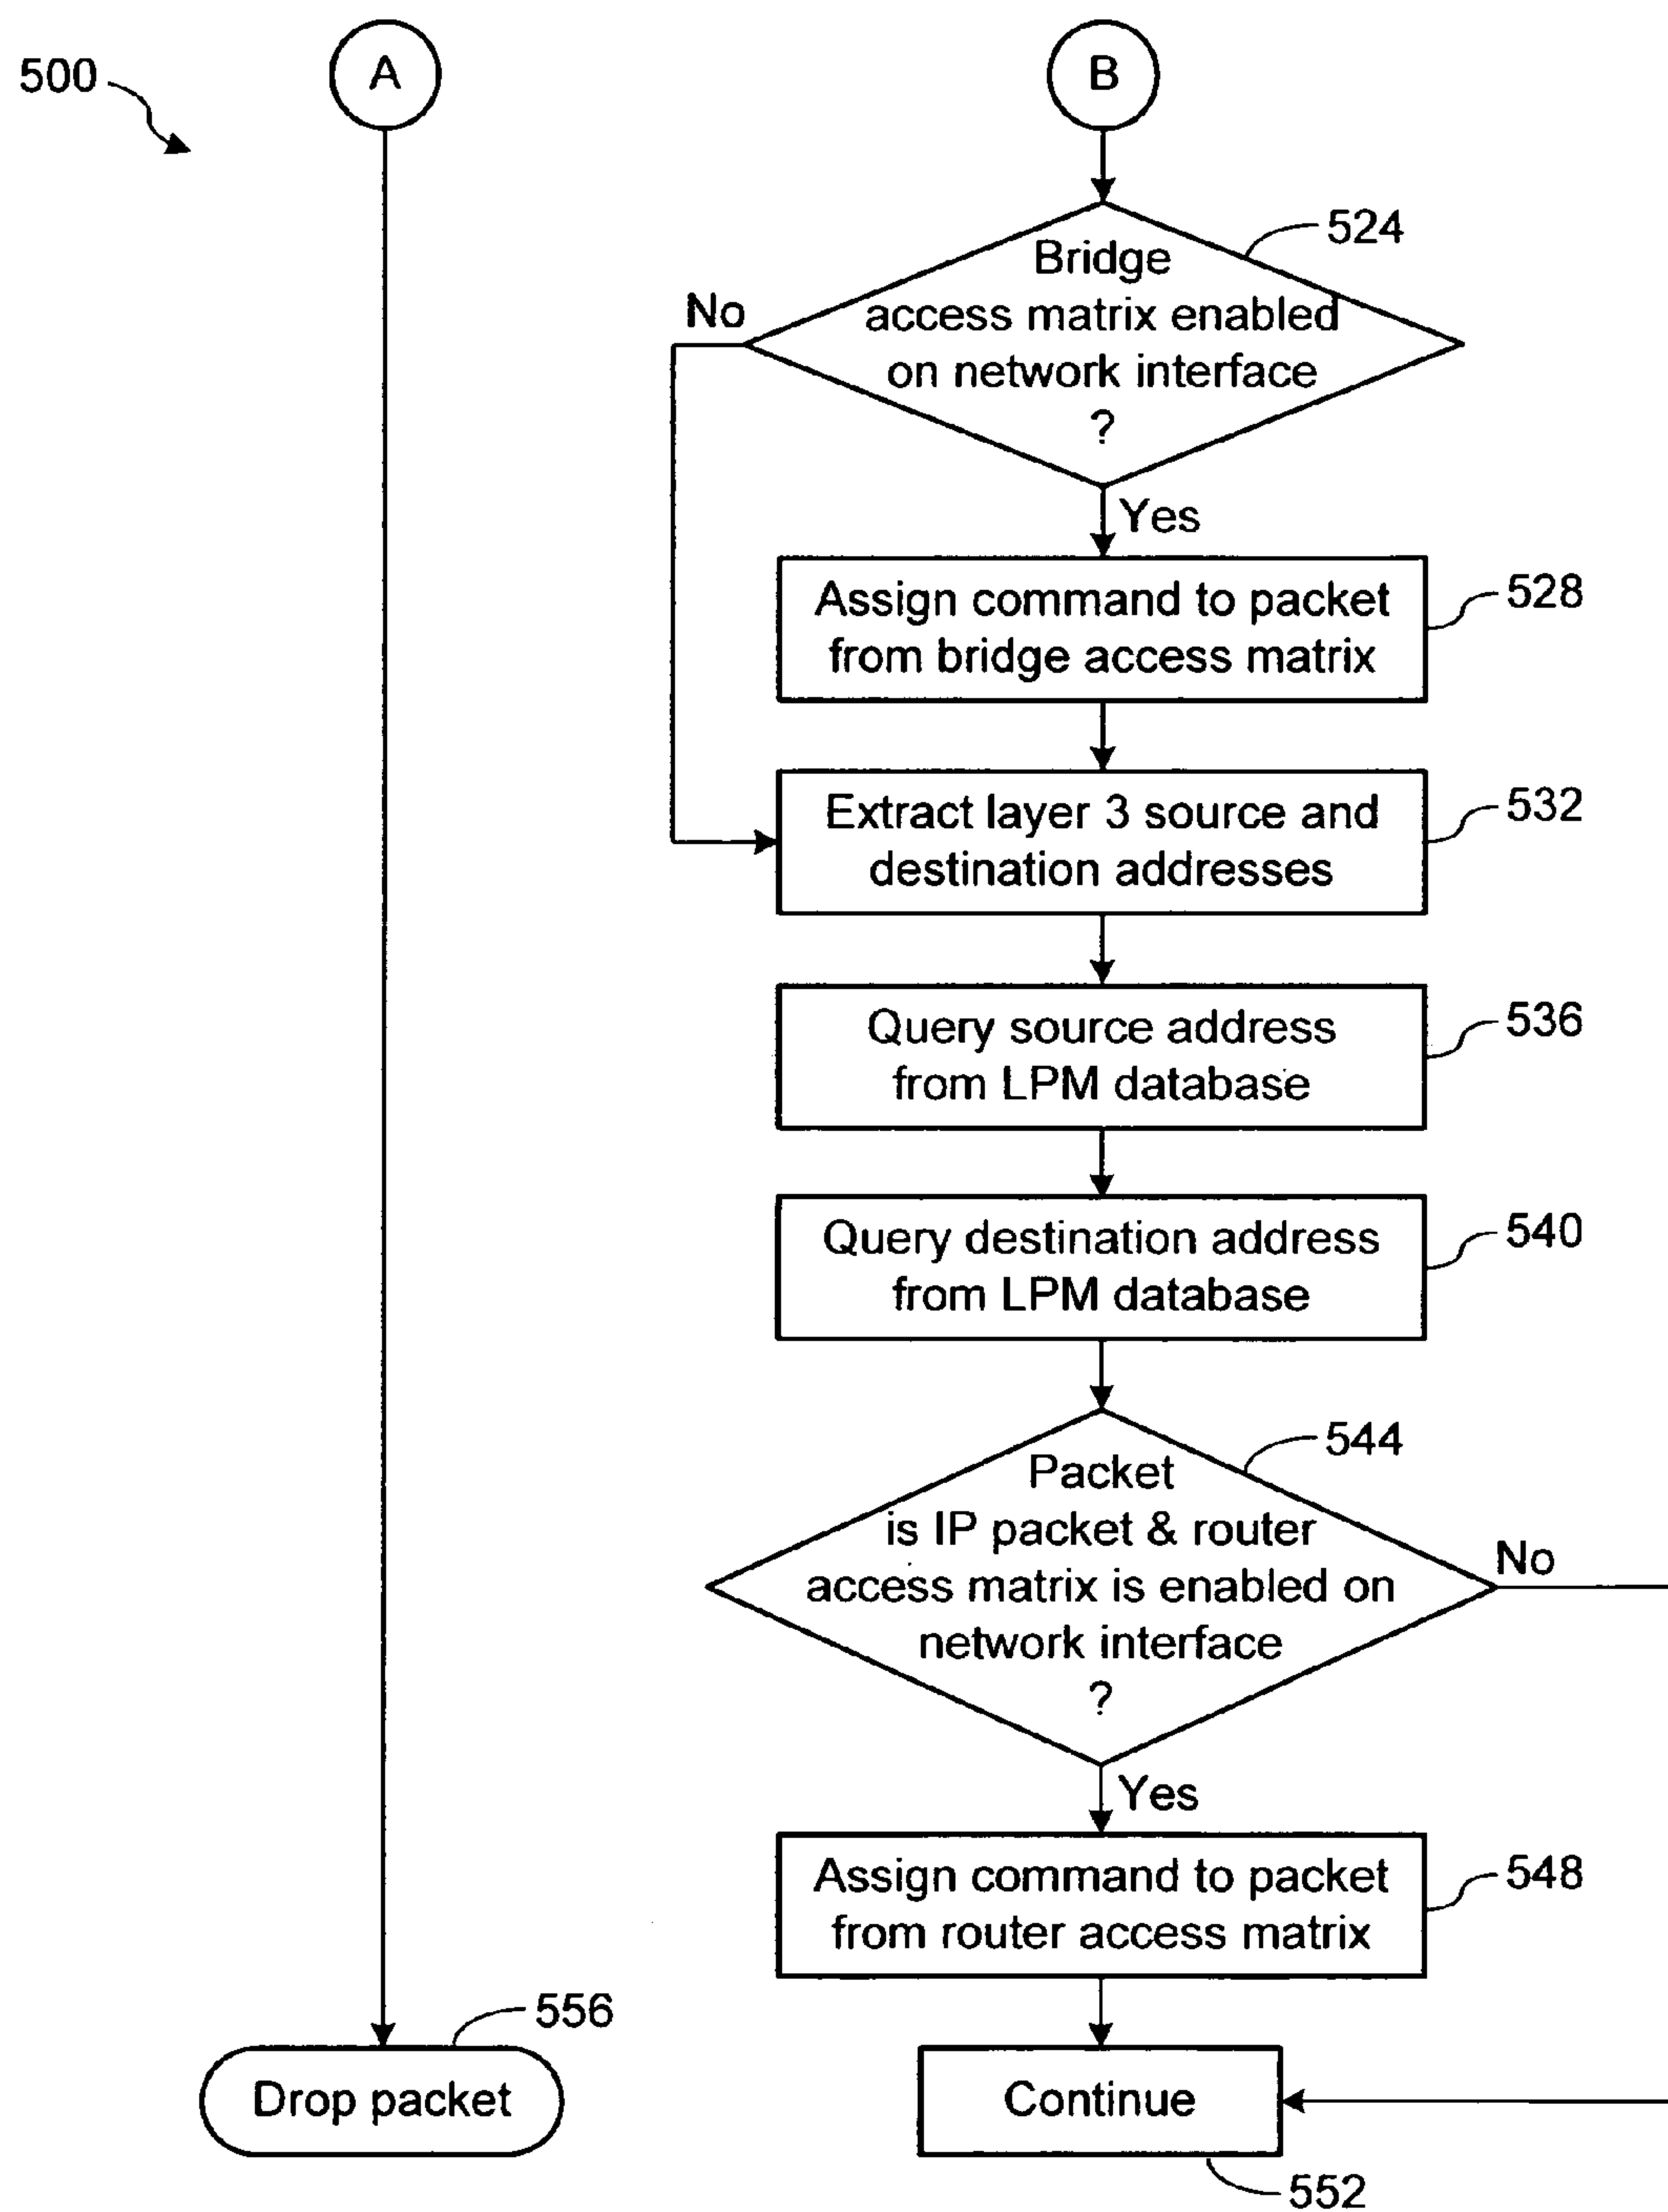 500
A
B
524
Bridge
access matrix enabled
on network interface
?
No
Yes
Assign command to packet
from bridge access matrix
528
Extract layer 3 source and
destination addresses
532
Query source address
from LPM database
536
Query destination address
from LPM database
540
544
Packet
is IP packet & router
access matrix is enabled on
network interface
?
No
Yes
Assign command to packet
from router access matrix
548
556
Drop packet
Continue
552